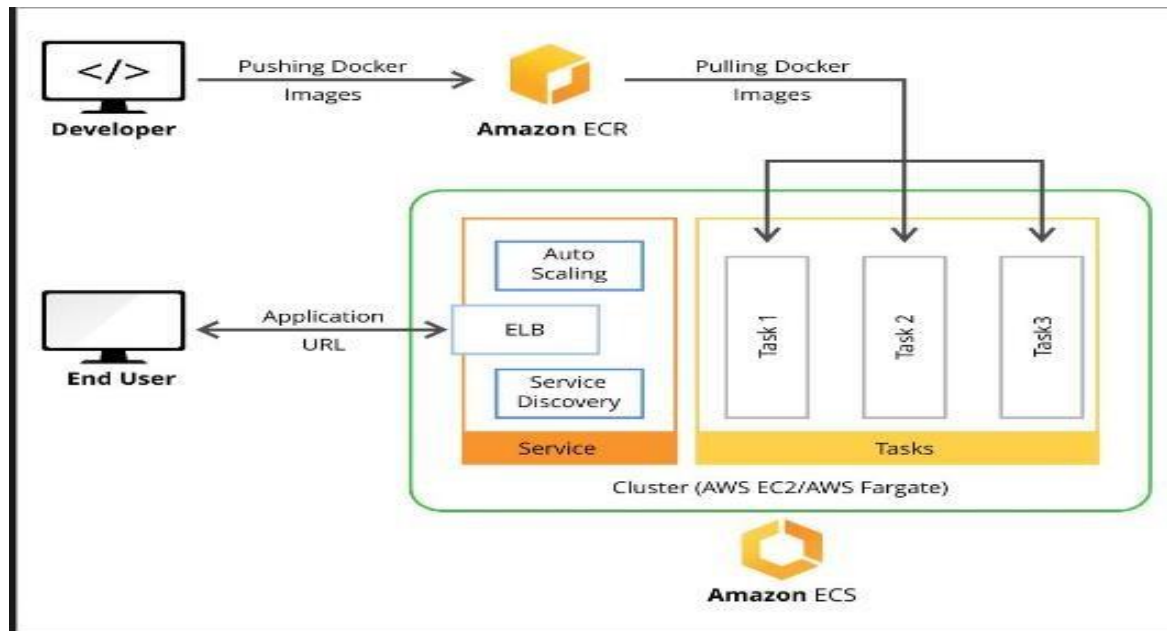 </>
Pushing Docker
Images
Pulling Docker
Images
Developer
Amazon ECR
Auto
Scaling
Application
URL
ELB
Task 1
Task 2
Task3
End User
Service
Discovery
Service
Tasks
Cluster (AWS EC2/AWS Fargate)
Amazon ECS